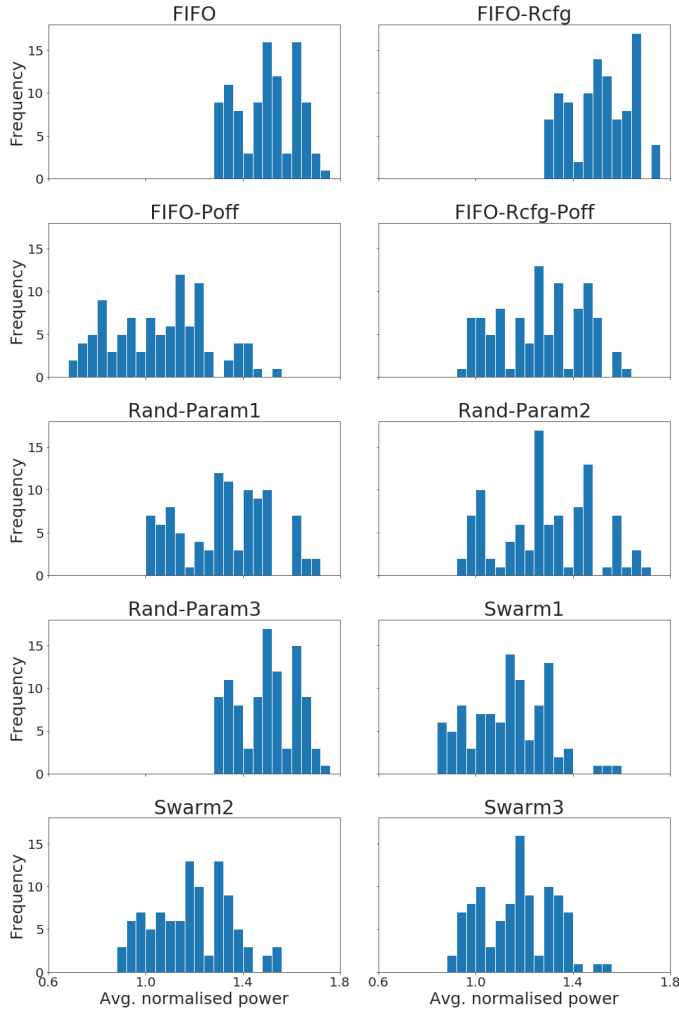 FIFO
FIFO-Rcfg
Frequency
15
10
5
0
FIFO-Poff
FIFO-Rcfg-Poff
Frequency
15
10
5
0
Rand-Param1
Rand-Param2
Frequency
15
10
5
0
Rand-Param3
Swarm1
Frequency
15
10
5
0
Swarm2
Swarm3
Frequency
15
10
5
0
0.6 1.0 1.4 1.8
0.6 1.0 1.4 1.8
Avg. normalised power
Avg. normalised power